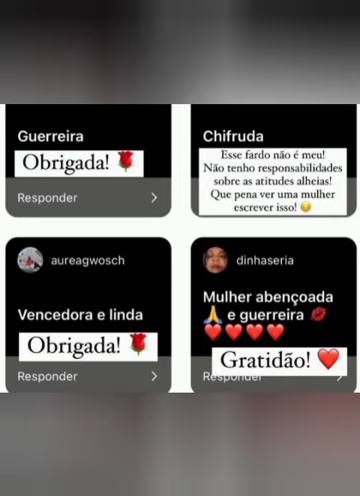 Guerreira
Obrigada! 🌹
Responder
Chifruda
Esse fardo não é meu!
Não tenho responsabilidades
sobre as atitudes alheias!
Que pena ver uma mulher
escrever isso! 😔
aureagwosch
Vencedora e linda
Obrigada! 🌹
Responder
dinhaseria
Mulher abençoada
🙏 e guerreira 💋
❤️❤️❤️❤️
Gratidão! ❤️
Responder